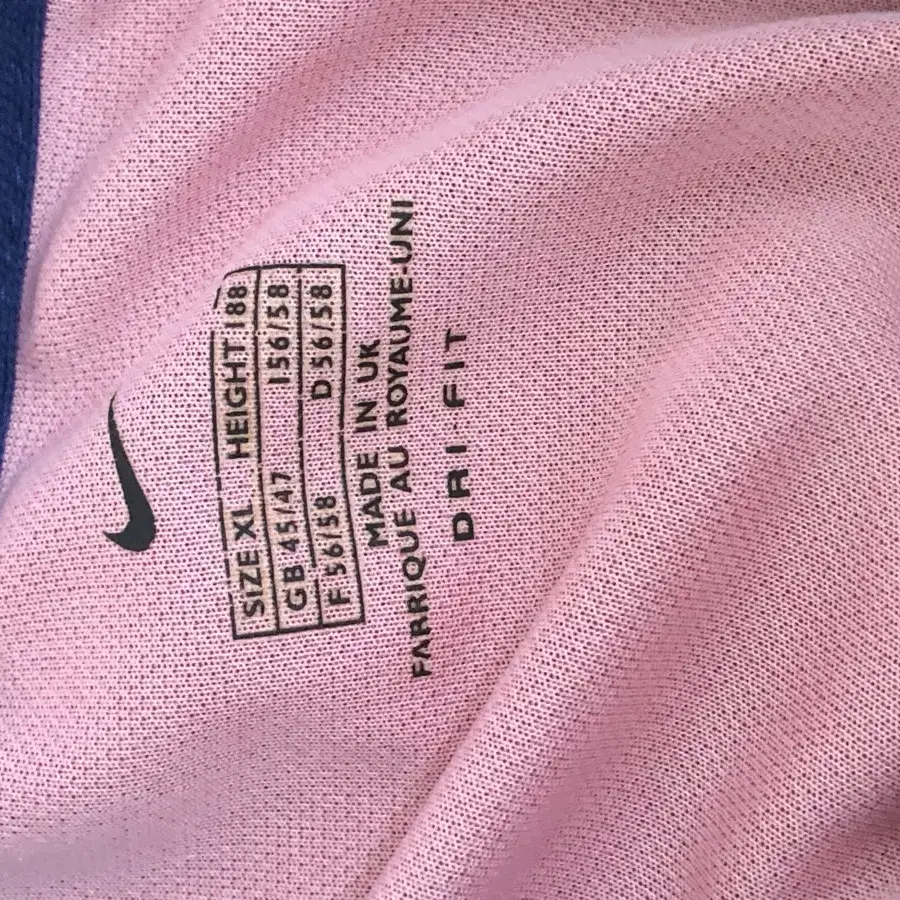 SIZE XL HEIGHT 188
GB 45/47 I56/58
F 56/58 D 56/58
MADE IN UK
FARRIQUE AU ROYAUME-UNI
DRI-FIT